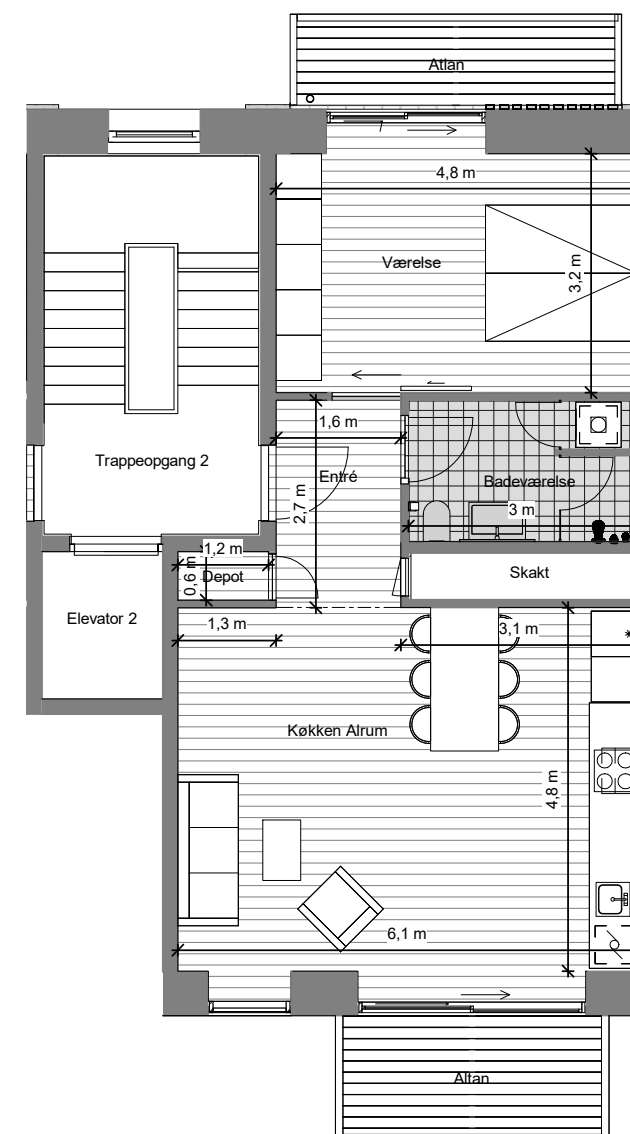 Atlan
4,8 m
Værelse
3,2 m
1,6 m
Entré
2,7 m
Trappeopgang 2
Badeværelse
3 m
1,2 m
0,6 m
Depot
Skakt
Elevator 2
1,3 m
3,1 m
Køkken Alrum
4,8 m
6,1 m
Altan